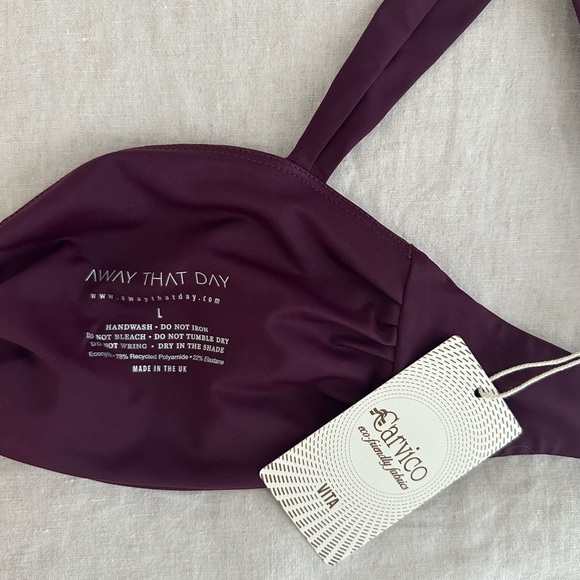 AWAY THAT DAY
www.awaythatday.com
L
HANDWASH • DO NOT IRON
DO NOT BLEACH • DO NOT TUMBLE DRY
DO NOT WRING • DRY IN THE SHADE
Econyl® • 78% Recycled Polyamide • 22% Elastane
MADE IN THE UK
Carvico
eco friendly fabrics
VITA